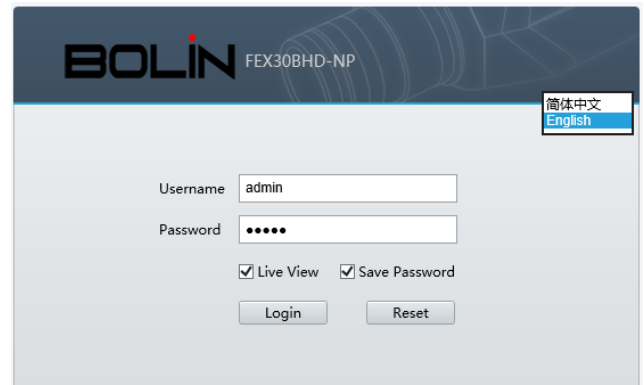 BOLIN FEX30BHD-NP
简体中文
English
Username admin
Password •••••
Live View Save Password
Login Reset